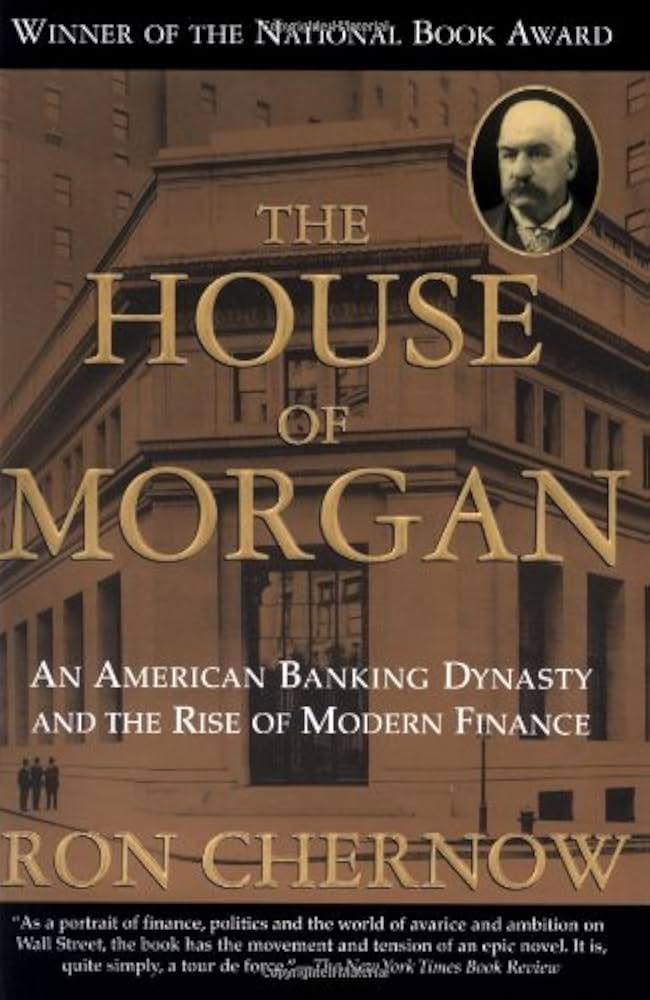 WINNER OF THE NATIONAL BOOK AWARD
THE
HOUSE
OF
MORGAN
AN AMERICAN BANKING DYNASTY
AND THE RISE OF MODERN FINANCE
RON CHERNOW
"As a portrait of finance, politics and the world of avarice and ambition on
Wall Street, the book has the movement and tension of an epic novel. It is,
quite simply, a tour de force."—The New York Times Book Review
Copyrighted Material